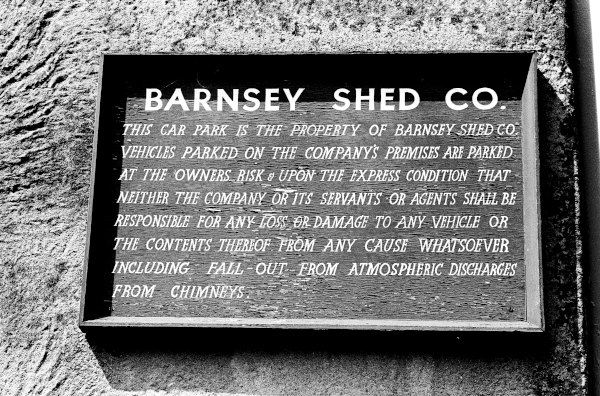 BARNSEY SHED CO.
THIS CAR PARK IS THE PROPERTY OF BARNSEY SHED CO
VEHICLES PARKED ON THE COMPANY'S PREMISES ARE PARKED
AT THE OWNERS RISK & UPON THE EXPRESS CONDITION THAT
NEITHER THE COMPANY OR ITS SERVANTS OR AGENTS SHALL BE
RESPONSIBLE FOR ANY LOSS OR DAMAGE TO ANY VEHICLE OR
THE CONTENTS THEREOF FROM ANY CAUSE WHATSOEVER
INCLUDING FALL-OUT FROM ATMOSPHERIC DISCHARGES
FROM CHIMNEYS.